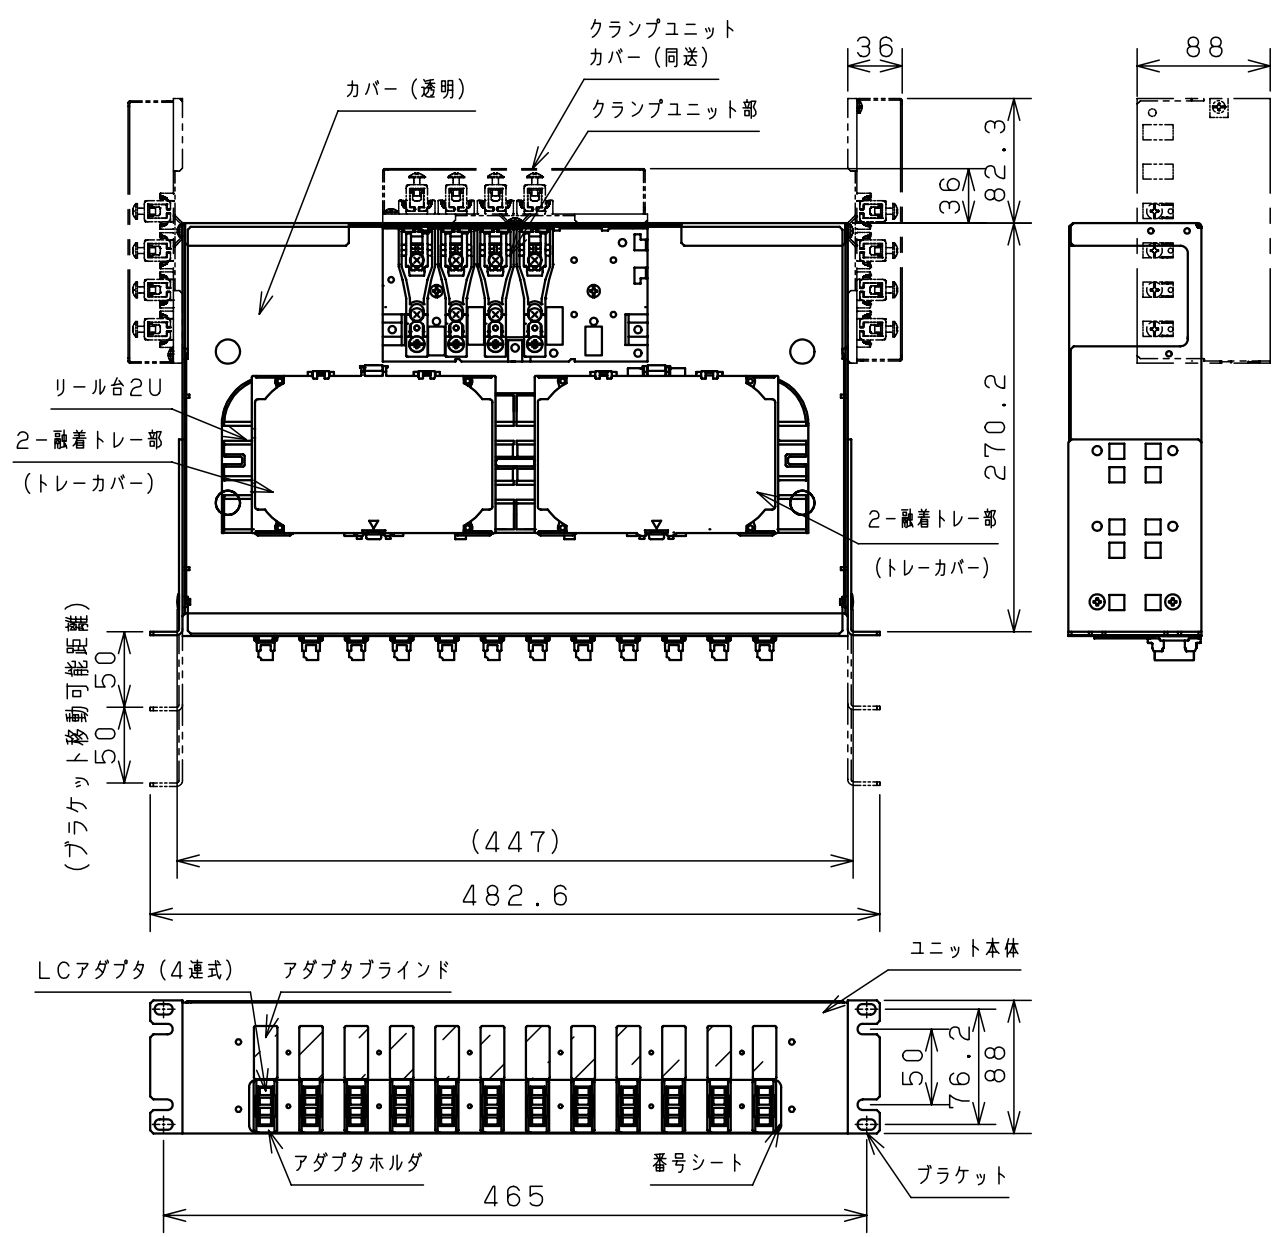 クランプユニット
カバー（同送）
36
88
カバー（透明）
クランプユニット部
36
82.3
リール台2U
2－融着トレー部
（トレーカバー）
270.2
2－融着トレー部
（トレーカバー）
（ブラケット移動可能距離）
50
50
(447)
482.6
ユニット本体
LCアダプタ（4連式）
アダプタブラインド
50
76.2
88
アダプタホルダ
番号シート
ブラケット
465